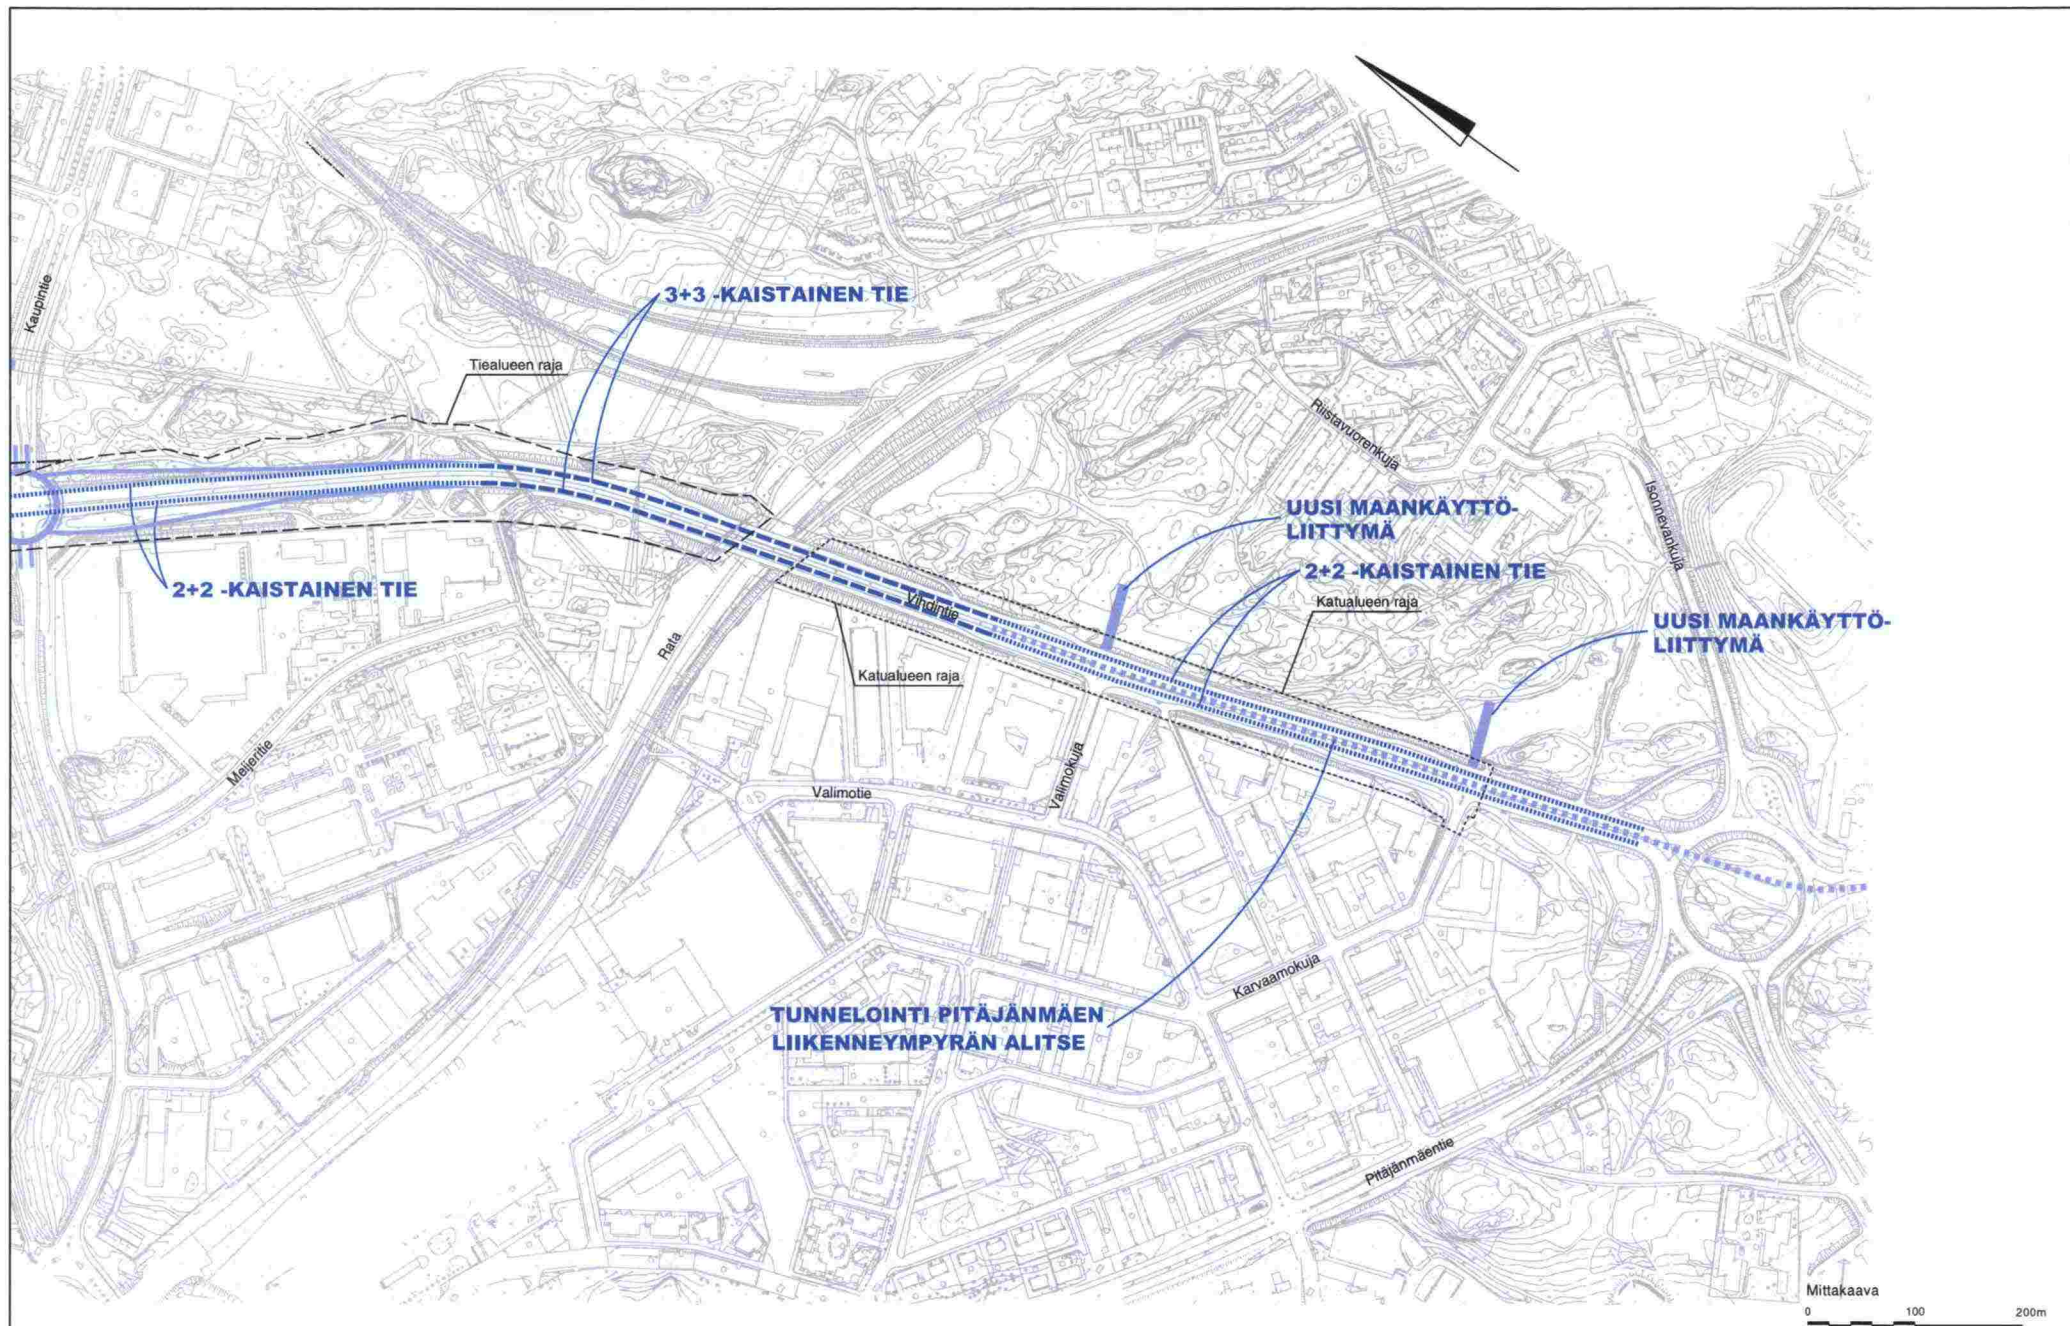 3+3 -KAISTAINEN TIE
Kaupintie
Tiealueen raja
Riistavuorenkuja
Isonnevankuja
UUSI MAANKÄYTTÖ-
LIITTYMÄ
2+2 -KAISTAINEN TIE
2+2 -KAISTAINEN TIE
Vihdintie
Katualueen raja
UUSI MAANKÄYTTÖ-
LIITTYMÄ
Rata
Katualueen raja
Meijeritie
Valimotie
Valimokuja
Karvaamokuja
TUNNELOINTI PITÄJÄNMÄEN
LIIKENNEYMPYRÄN ALITSE
Pitäjänmäentie
Mittakaava
0 100 200m